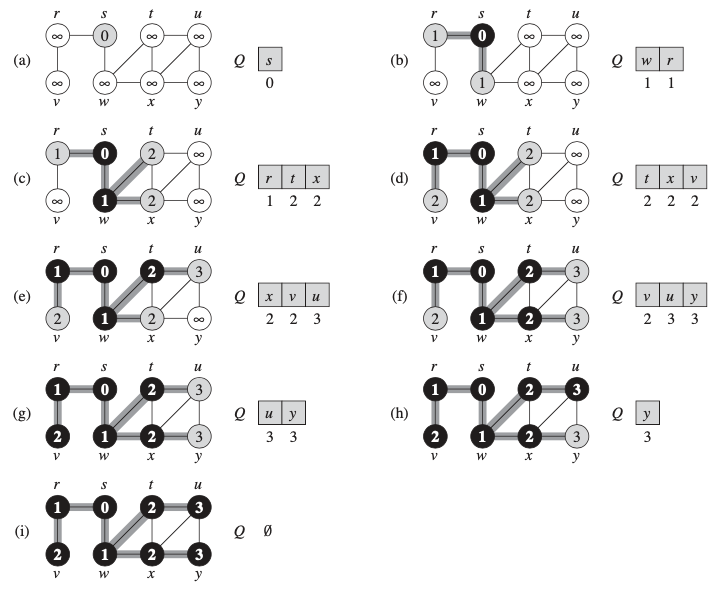 r s t u r s t u
(a) ∞ 0 ∞ ∞ Q s (b) 1 0 ∞ ∞ Q w r
∞ ∞ ∞ ∞ 0 ∞ 1 ∞ ∞ 1 1
v w x y v w x y
r s t u r s t u
(c) 1 0 2 ∞ Q r t x (d) 1 0 2 ∞ Q t x v
∞ 1 2 ∞ 1 2 2 2 1 2 ∞ 2 2 2
v w x y v w x y
r s t u r s t u
(e) 1 0 2 3 Q x v u (f) 1 0 2 3 Q v u y
2 1 2 ∞ 2 2 3 2 1 2 3 2 3 3
v w x y v w x y
r s t u r s t u
(g) 1 0 2 3 Q u y (h) 1 0 2 3 Q y
2 1 2 3 3 3 2 1 2 3 3
v w x y v w x y
r s t u
(i) 1 0 2 3 Q ∅
2 1 2 3
v w x y